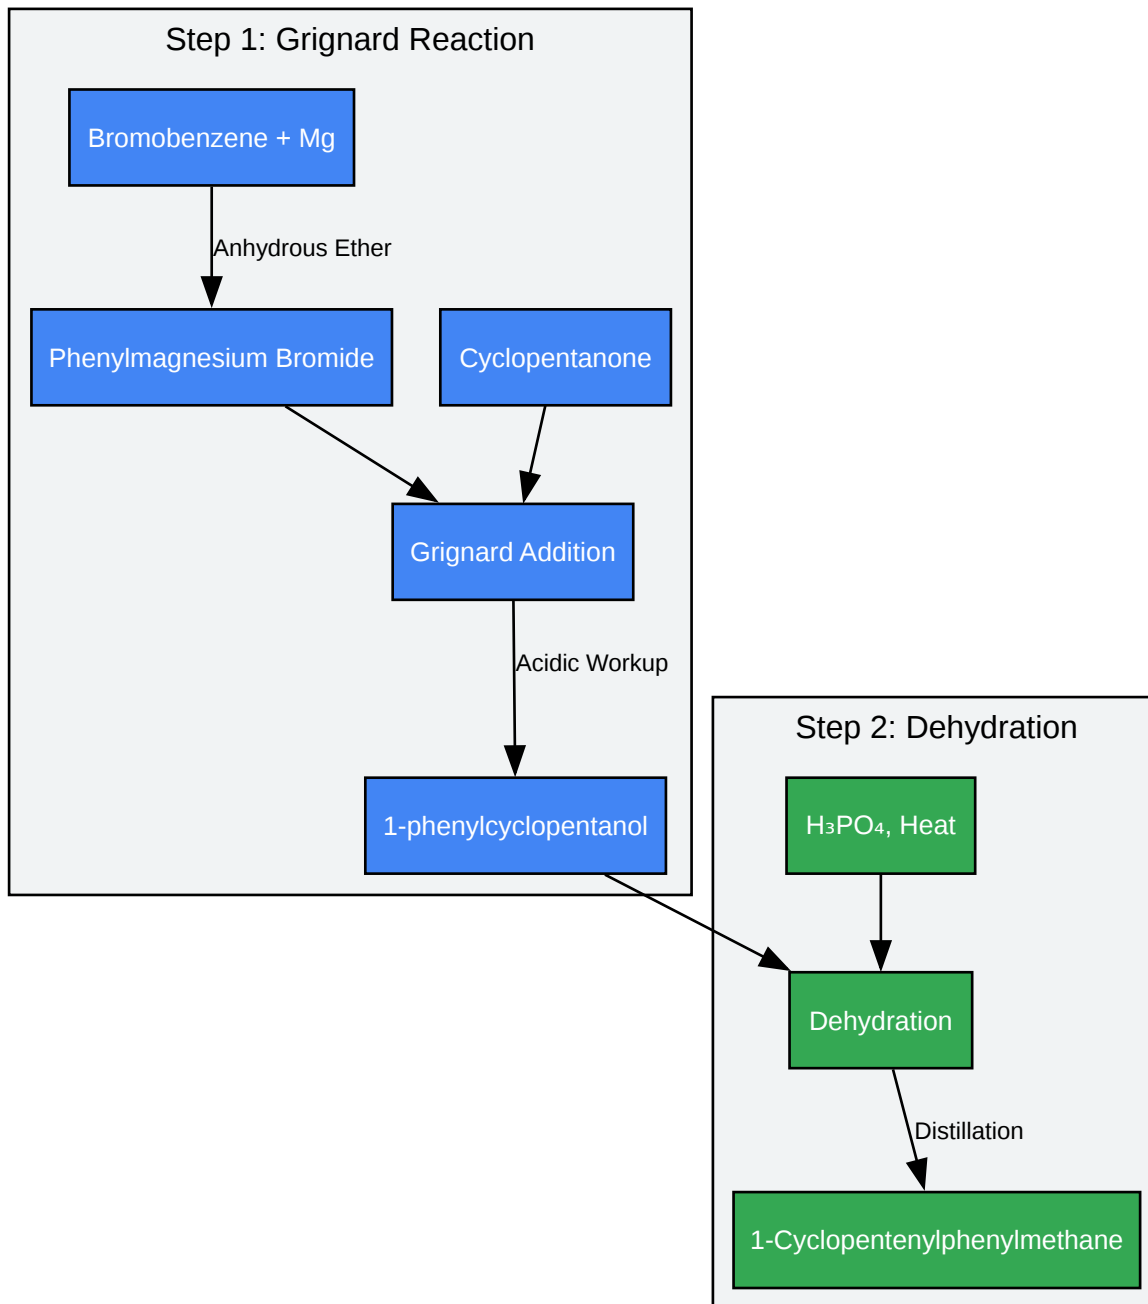 Step 1: Grignard Reaction
Bromobenzene + Mg
Anhydrous Ether
Phenylmagnesium Bromide
Cyclopentanone
Grignard Addition
Acidic Workup
1-phenylcyclopentanol
Step 2: Dehydration
H₃PO₄, Heat
Dehydration
Distillation
1-Cyclopentenylphenylmethane